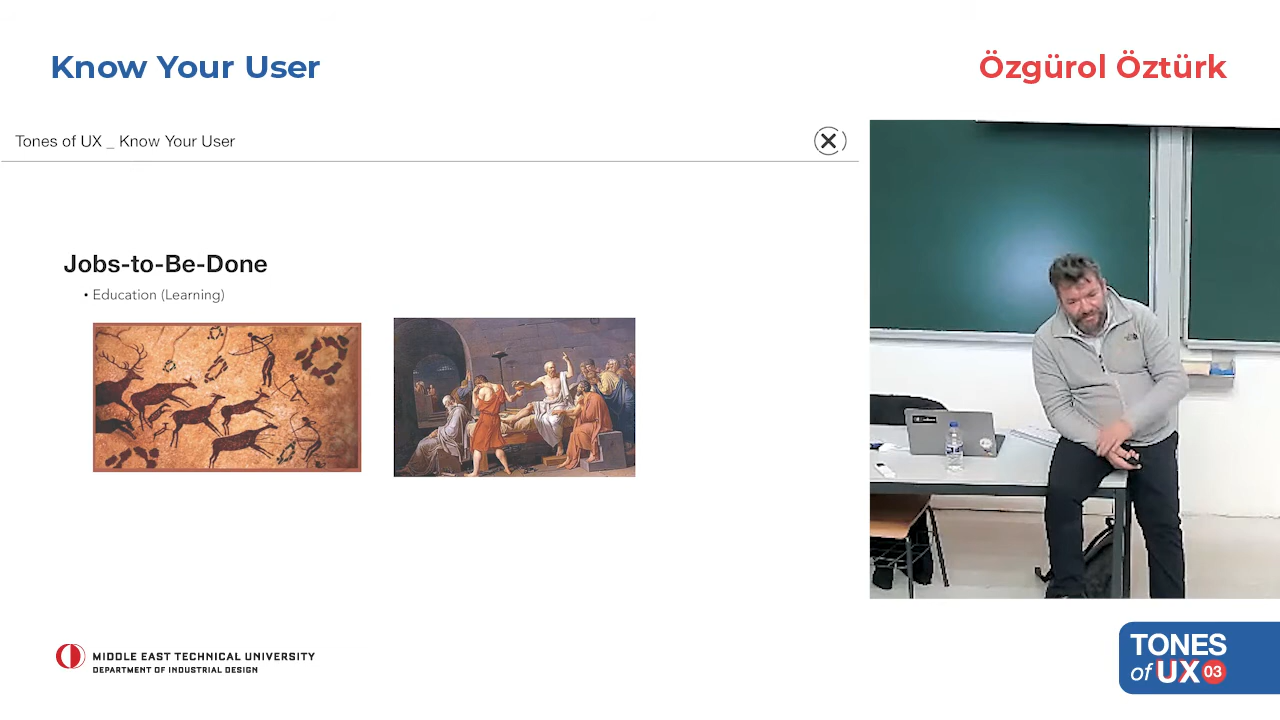 Know Your User
Özgürol Öztürk
Tones of UX _ Know Your User
Jobs-to-Be-Done
• Education (Learning)
MIDDLE EAST TECHNICAL UNIVERSITY
DEPARTMENT OF INDUSTRIAL DESIGN
TONES
of UX 03